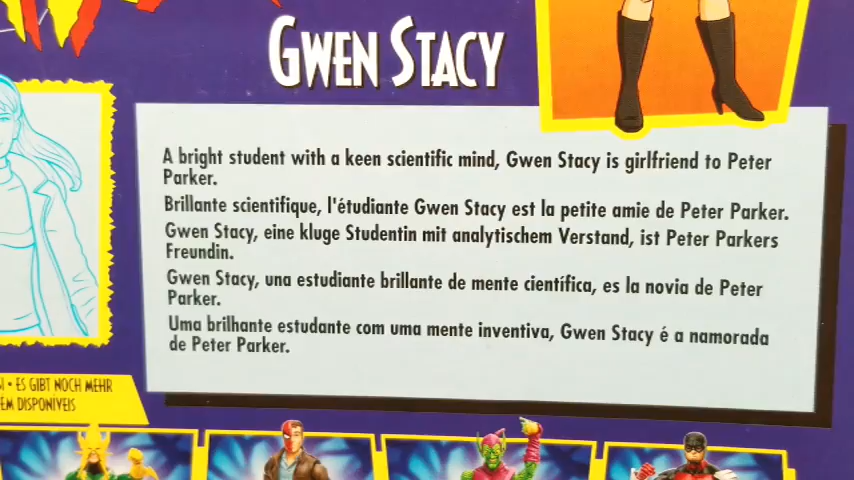 GWEN STACY
A bright student with a keen scientific mind, Gwen Stacy is girlfriend to Peter
Parker.
Brillante scientifique, l'étudiante Gwen Stacy est la petite amie de Peter Parker.
Gwen Stacy, eine kluge Studentin mit analytischem Verstand, ist Peter Parkers
Freundin.
Gwen Stacy, una estudiante brillante de mente científica, es la novia de Peter
Parker.
Uma brilhante estudante com uma mente inventiva, Gwen Stacy é a namorada
de Peter Parker.
• ES GIBT NOCH MEHR
EM DISPONÍVEIS